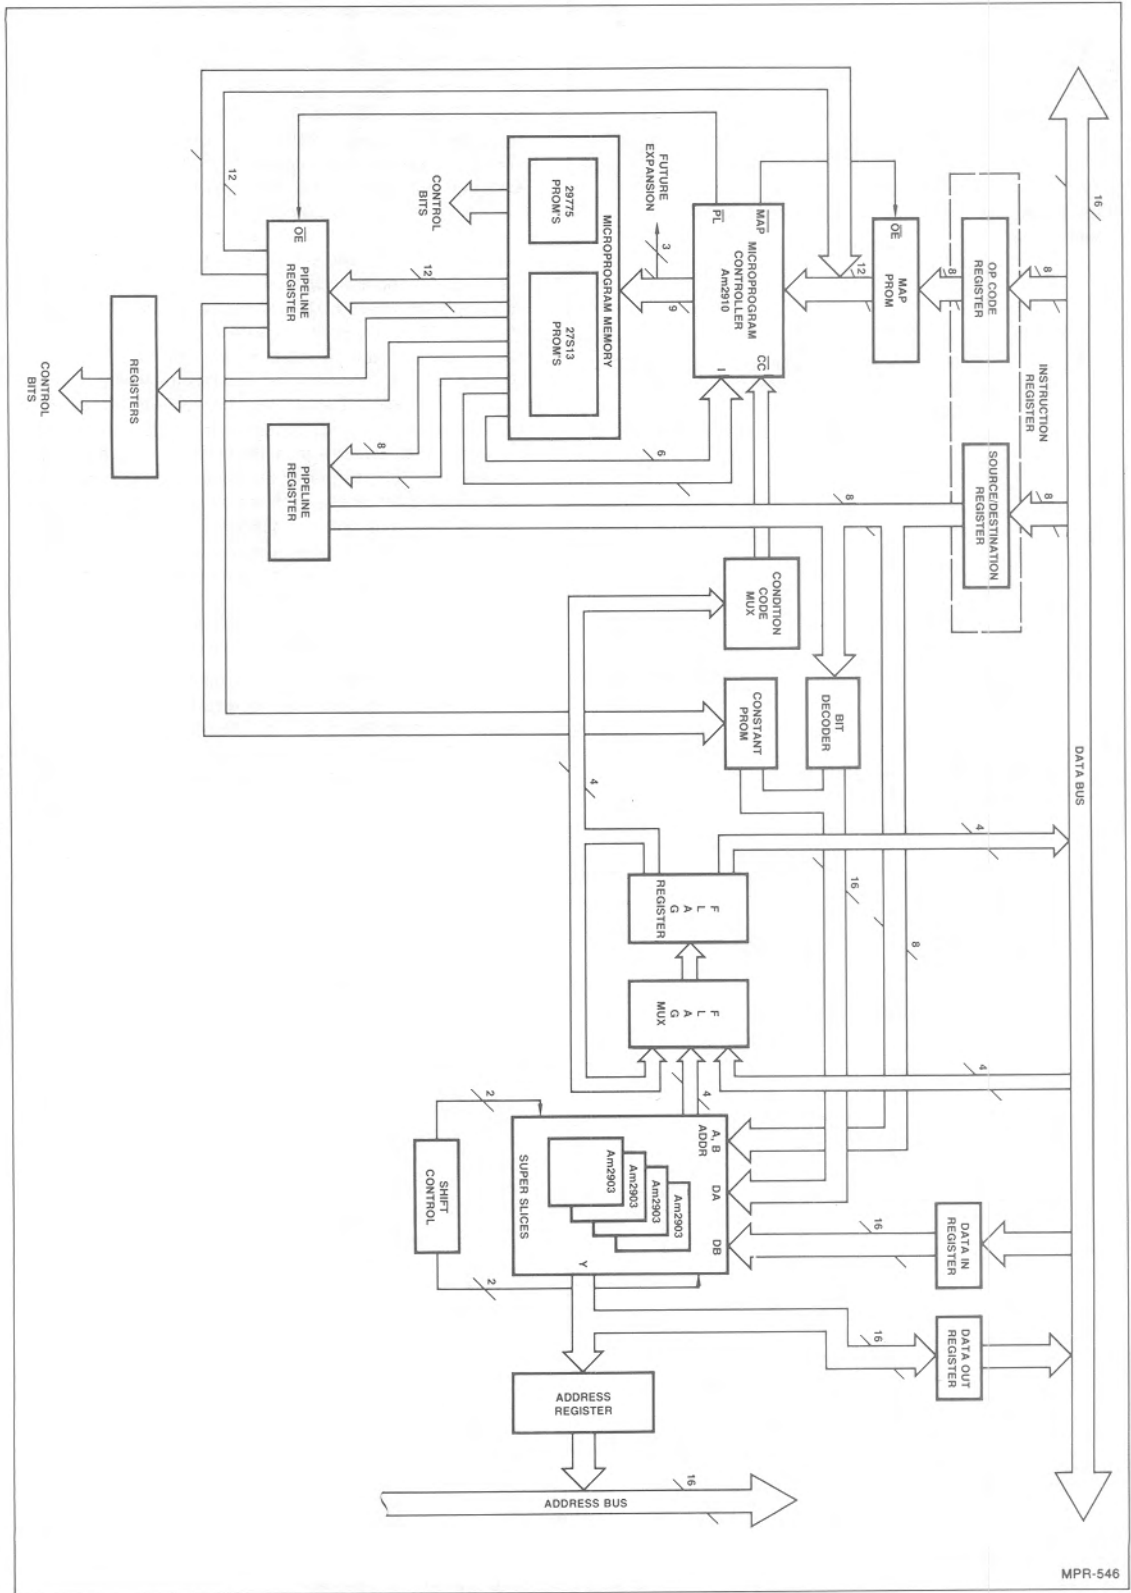 DATA BUS
16
8
8
4
4
INSTRUCTION
REGISTER
OP CODE
REGISTER
SOURCE/DESTINATION
REGISTER
DATA IN
REGISTER
DATA OUT
REGISTER
8
8
8
16
16
16
OE
MAP
PROM
12
BIT
DECODER
MAP
CC
MICROPROGRAM
CONTROLLER
Am2910
PL
I
CONDITION
CODE
MUX
CONSTANT
PROM
F
L
A
G
REGISTER
F
L
A
G
MUX
4
A, B
ADDR
DA
DB
Am2903
Am2903
Am2903
Am2903
SUPER SLICES
Y
FUTURE
EXPANSION
3
9
6
4
MICROPROGRAM MEMORY
29775
PROM'S
27S13
PROM'S
CONTROL
BITS
12
8
2
2
SHIFT
CONTROL
ADDRESS
REGISTER
16
ADDRESS BUS
12
OE
PIPELINE
REGISTER
PIPELINE
REGISTER
REGISTERS
CONTROL
BITS
MPR-546